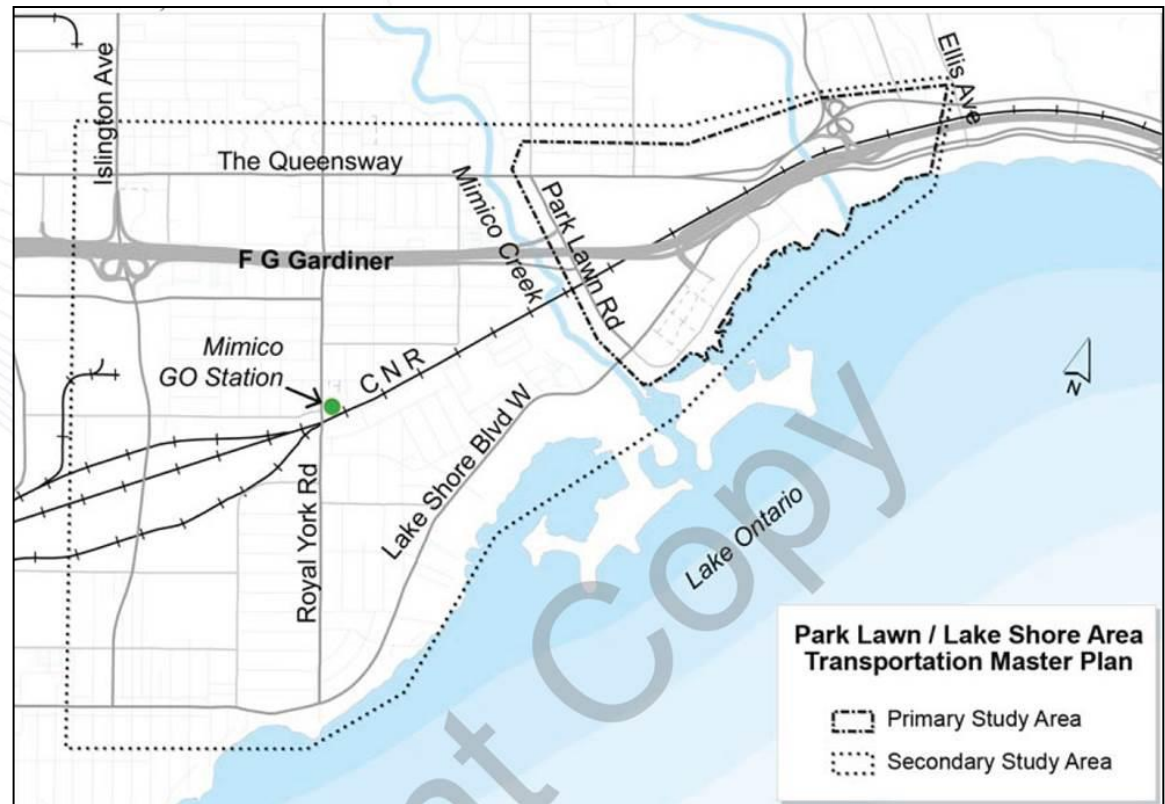 Islington Ave
Ellis Ave
The Queensway
Mimico Creek
Park Lawn Rd
F G Gardiner
Mimico
GO Station
C N R
Royal York Rd
Lake Shore Blvd W
Lake Ontario
N
Copy
Park Lawn / Lake Shore Area
Transportation Master Plan
Primary Study Area
Secondary Study Area